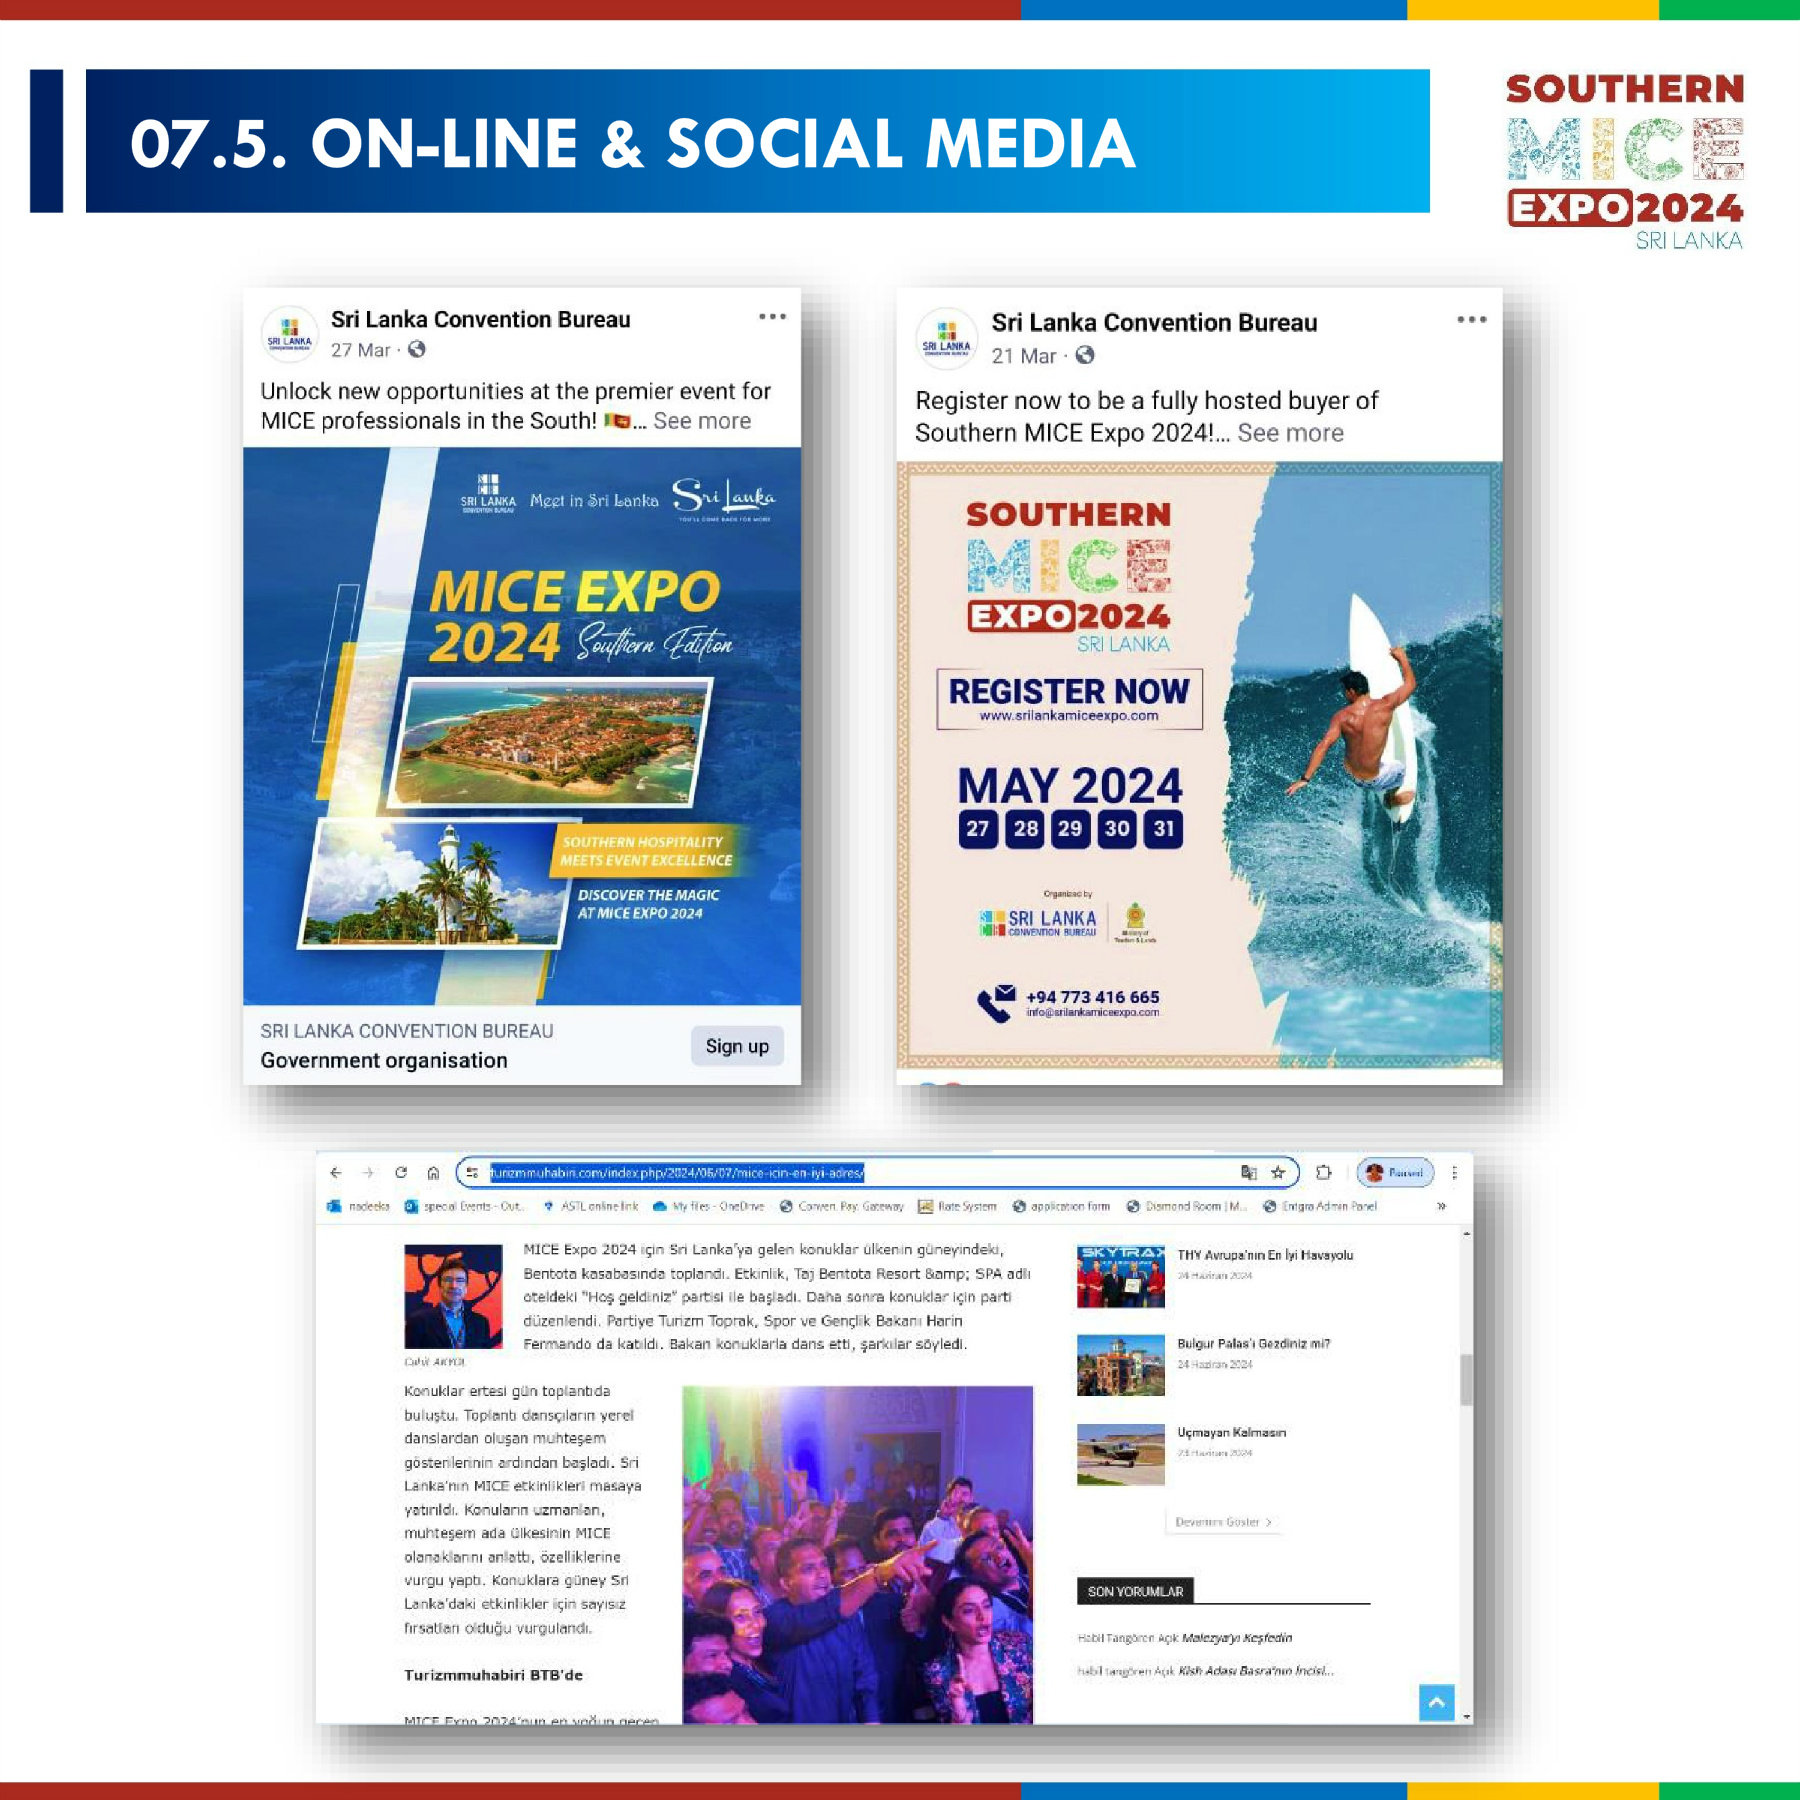 07.5. ON-LINE & SOCIAL MEDIA
SOUTHERN
MICE
EXPO2024
SRI LANKA
Sri Lanka Convention Bureau
27 Mar ·
Unlock new opportunities at the premier event for
MICE professionals in the South! 🇱🇰... See more
SRI LANKA
CONVENTION BUREAU
Meet in Sri Lanka
Sri Lanka
YOU'LL COME BACK FOR MORE
MICE EXPO
2024 Southern Edition
SOUTHERN HOSPITALITY
MEETS EVENT EXCELLENCE
DISCOVER THE MAGIC
AT MICE EXPO 2024
SRI LANKA CONVENTION BUREAU
Government organisation
Sign up
Sri Lanka Convention Bureau
21 Mar ·
Register now to be a fully hosted buyer of
Southern MICE Expo 2024!... See more
SOUTHERN
MICE
EXPO2024
SRI LANKA
REGISTER NOW
www.srilankamiceexpo.com
MAY 2024
27 28 29 30 31
Organized by
SRI LANKA
CONVENTION BUREAU
Ministry of
Tourism & Lands
+94 773 416 665
info@srilankamiceexpo.com
turizmmuhabiri.com/index.php/2024/06/07/mice-icin-en-iyi-adres/
Paused
nadeeka special Events - Out... ASTL online link My files - OneDrive Conven. Pay. Gateway Rate System application form Diamond Room | M... Entgra Admin Panel »
MICE Expo 2024 için Sri Lanka'ya gelen konuklar ülkenin güneyindeki,
Bentota kasabasında toplandı. Etkinlik, Taj Bentota Resort &amp; SPA adlı
oteldeki "Hoş geldiniz" partisi ile başladı. Daha sonra konuklar için parti
düzenlendi. Partiye Turizm Toprak, Spor ve Gençlik Bakanı Harin
Fermando da katıldı. Bakan konuklarla dans etti, şarkılar söyledi.
Cahit AKYOL
Konuklar ertesi gün toplantıda
buluştu. Toplantı dansçıların yerel
danslardan oluşan muhteşem
gösterilerinin ardından başladı. Sri
Lanka'nın MICE etkinlikleri masaya
yatırıldı. Konuların uzmanları,
muhteşem ada ülkesinin MICE
olanaklarını anlattı, özelliklerine
vurgu yaptı. Konuklara güney Sri
Lanka'daki etkinlikler için sayısız
fırsatları olduğu vurgulandı.
Turizmmuhabiri BTB'de
MICE Expo 2024'nun en yoğun geçen
SKYTRAX
THY Avrupa'nın En İyi Havayolu
24 Haziran 2024
Bulgur Palas'ı Gezdiniz mi?
24 Haziran 2024
Uçmayan Kalmasın
23 Haziran 2024
Devamını Göster >
SON YORUMLAR
Habil Tangören Açık Malezya'yı Keşfedin
habil tangören Açık Kish Adası Basra'nın İncisi...